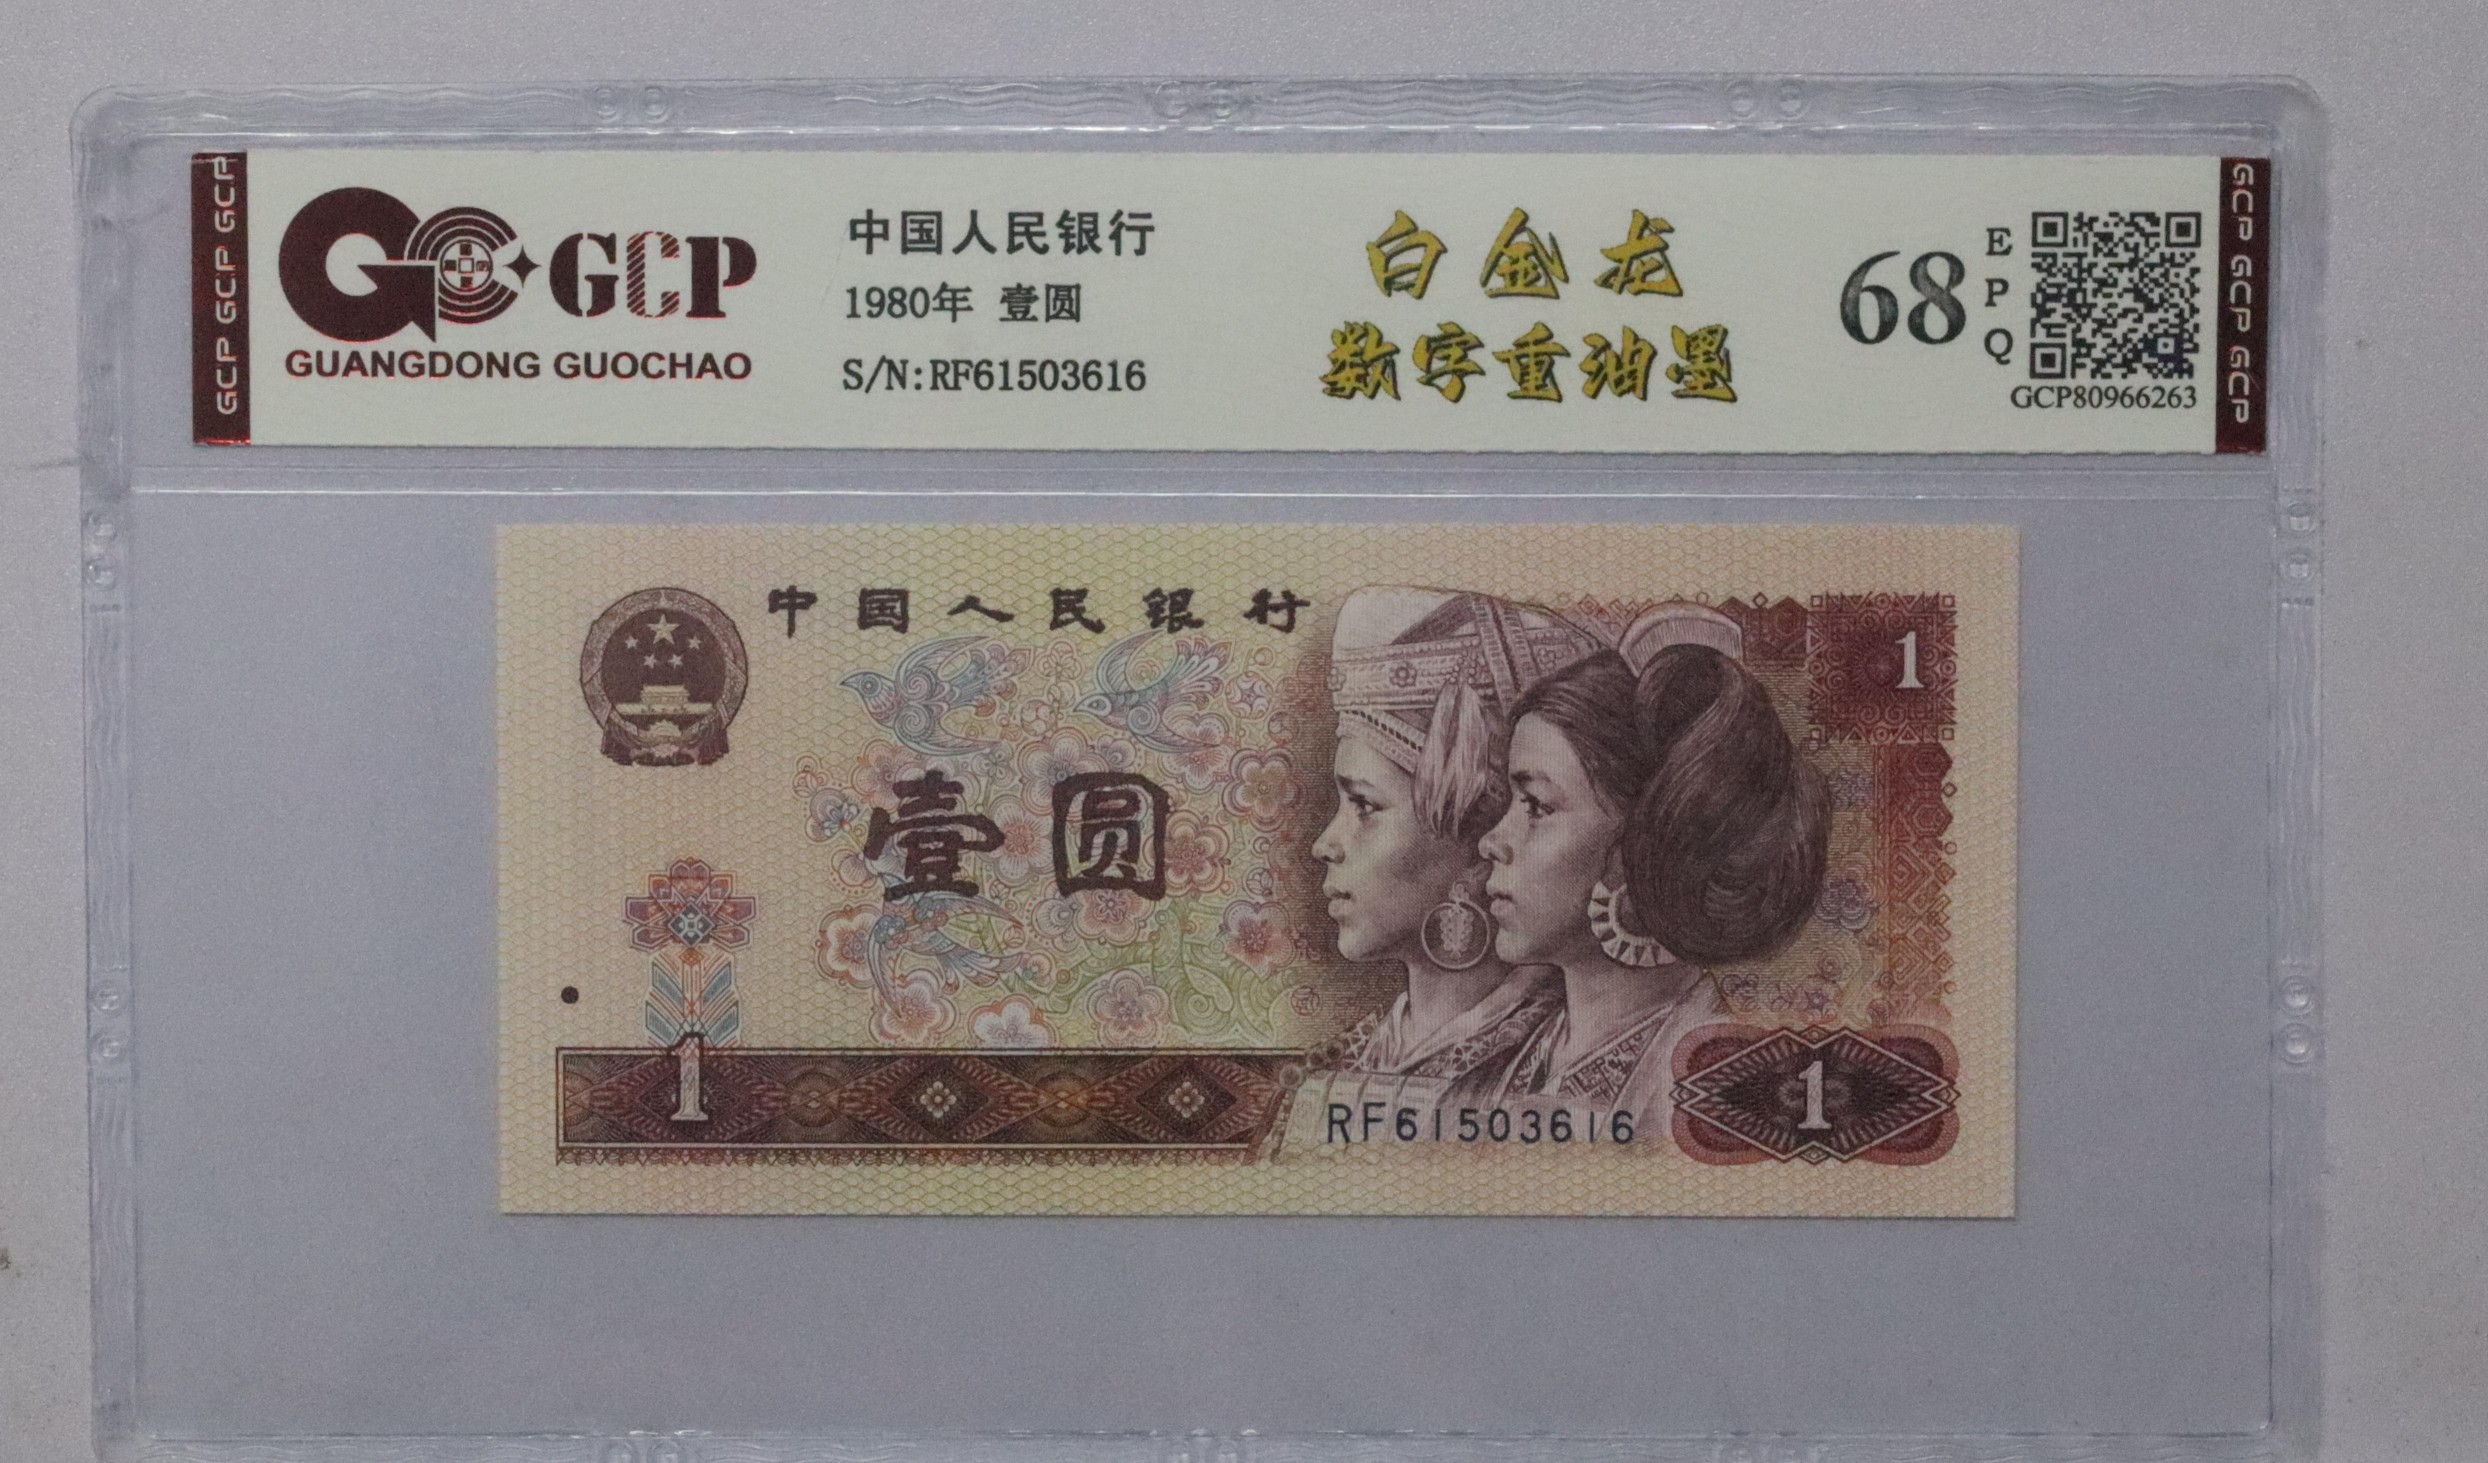 GCP GCP GCP
GCP
GUANGDONG GUOCHAO
中国人民银行
1980年 壹圆
S/N:RF61503616
白金龙
数字重油墨
68
EPQ
GCP80966263
GCP GCP GCP
中国人民银行
1
壹圆
1
RF61503616
1